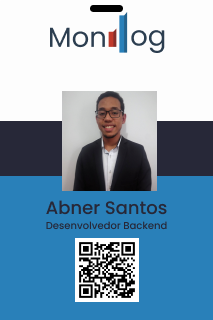 Monilog
Abner Santos
Desenvolvedor Backend